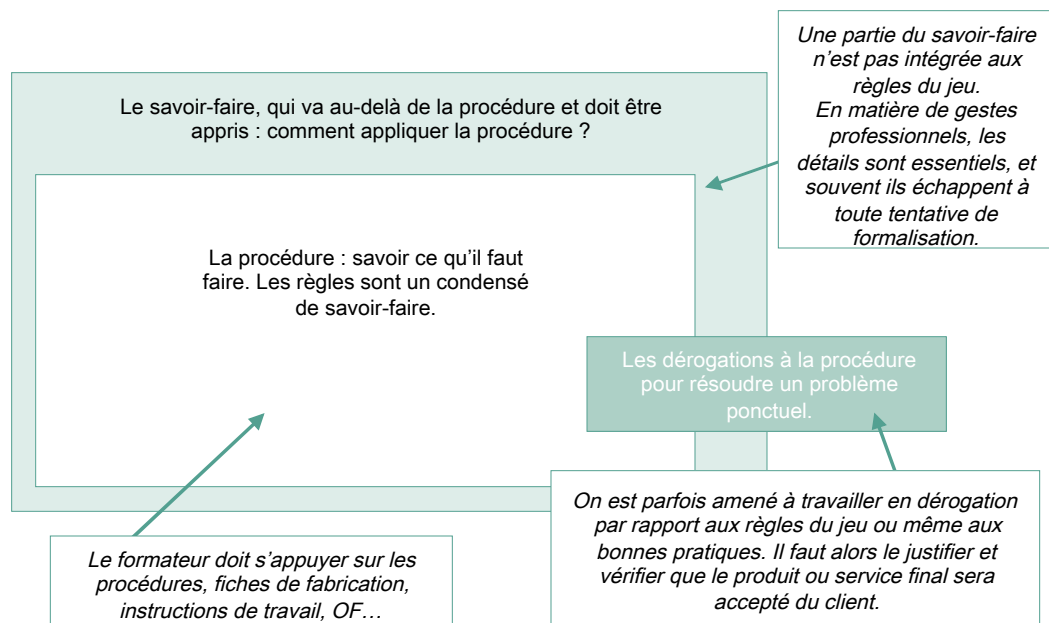 Une partie du savoir-faire
n'est pas intégrée aux
règles du jeu.
En matière de gestes
professionnels, les
détails sont essentiels, et
souvent ils échappent à
toute tentative de
formalisation.
Le savoir-faire, qui va au-delà de la procédure et doit être
appris : comment appliquer la procédure ?
La procédure : savoir ce qu'il faut
faire. Les règles sont un condensé
de savoir-faire.
Les dérogations à la procédure
pour résoudre un problème
ponctuel.
On est parfois amené à travailler en dérogation
par rapport aux règles du jeu ou même aux
bonnes pratiques. Il faut alors le justifier et
vérifier que le produit ou service final sera
accepté du client.
Le formateur doit s'appuyer sur les
procédures, fiches de fabrication,
instructions de travail, OF…